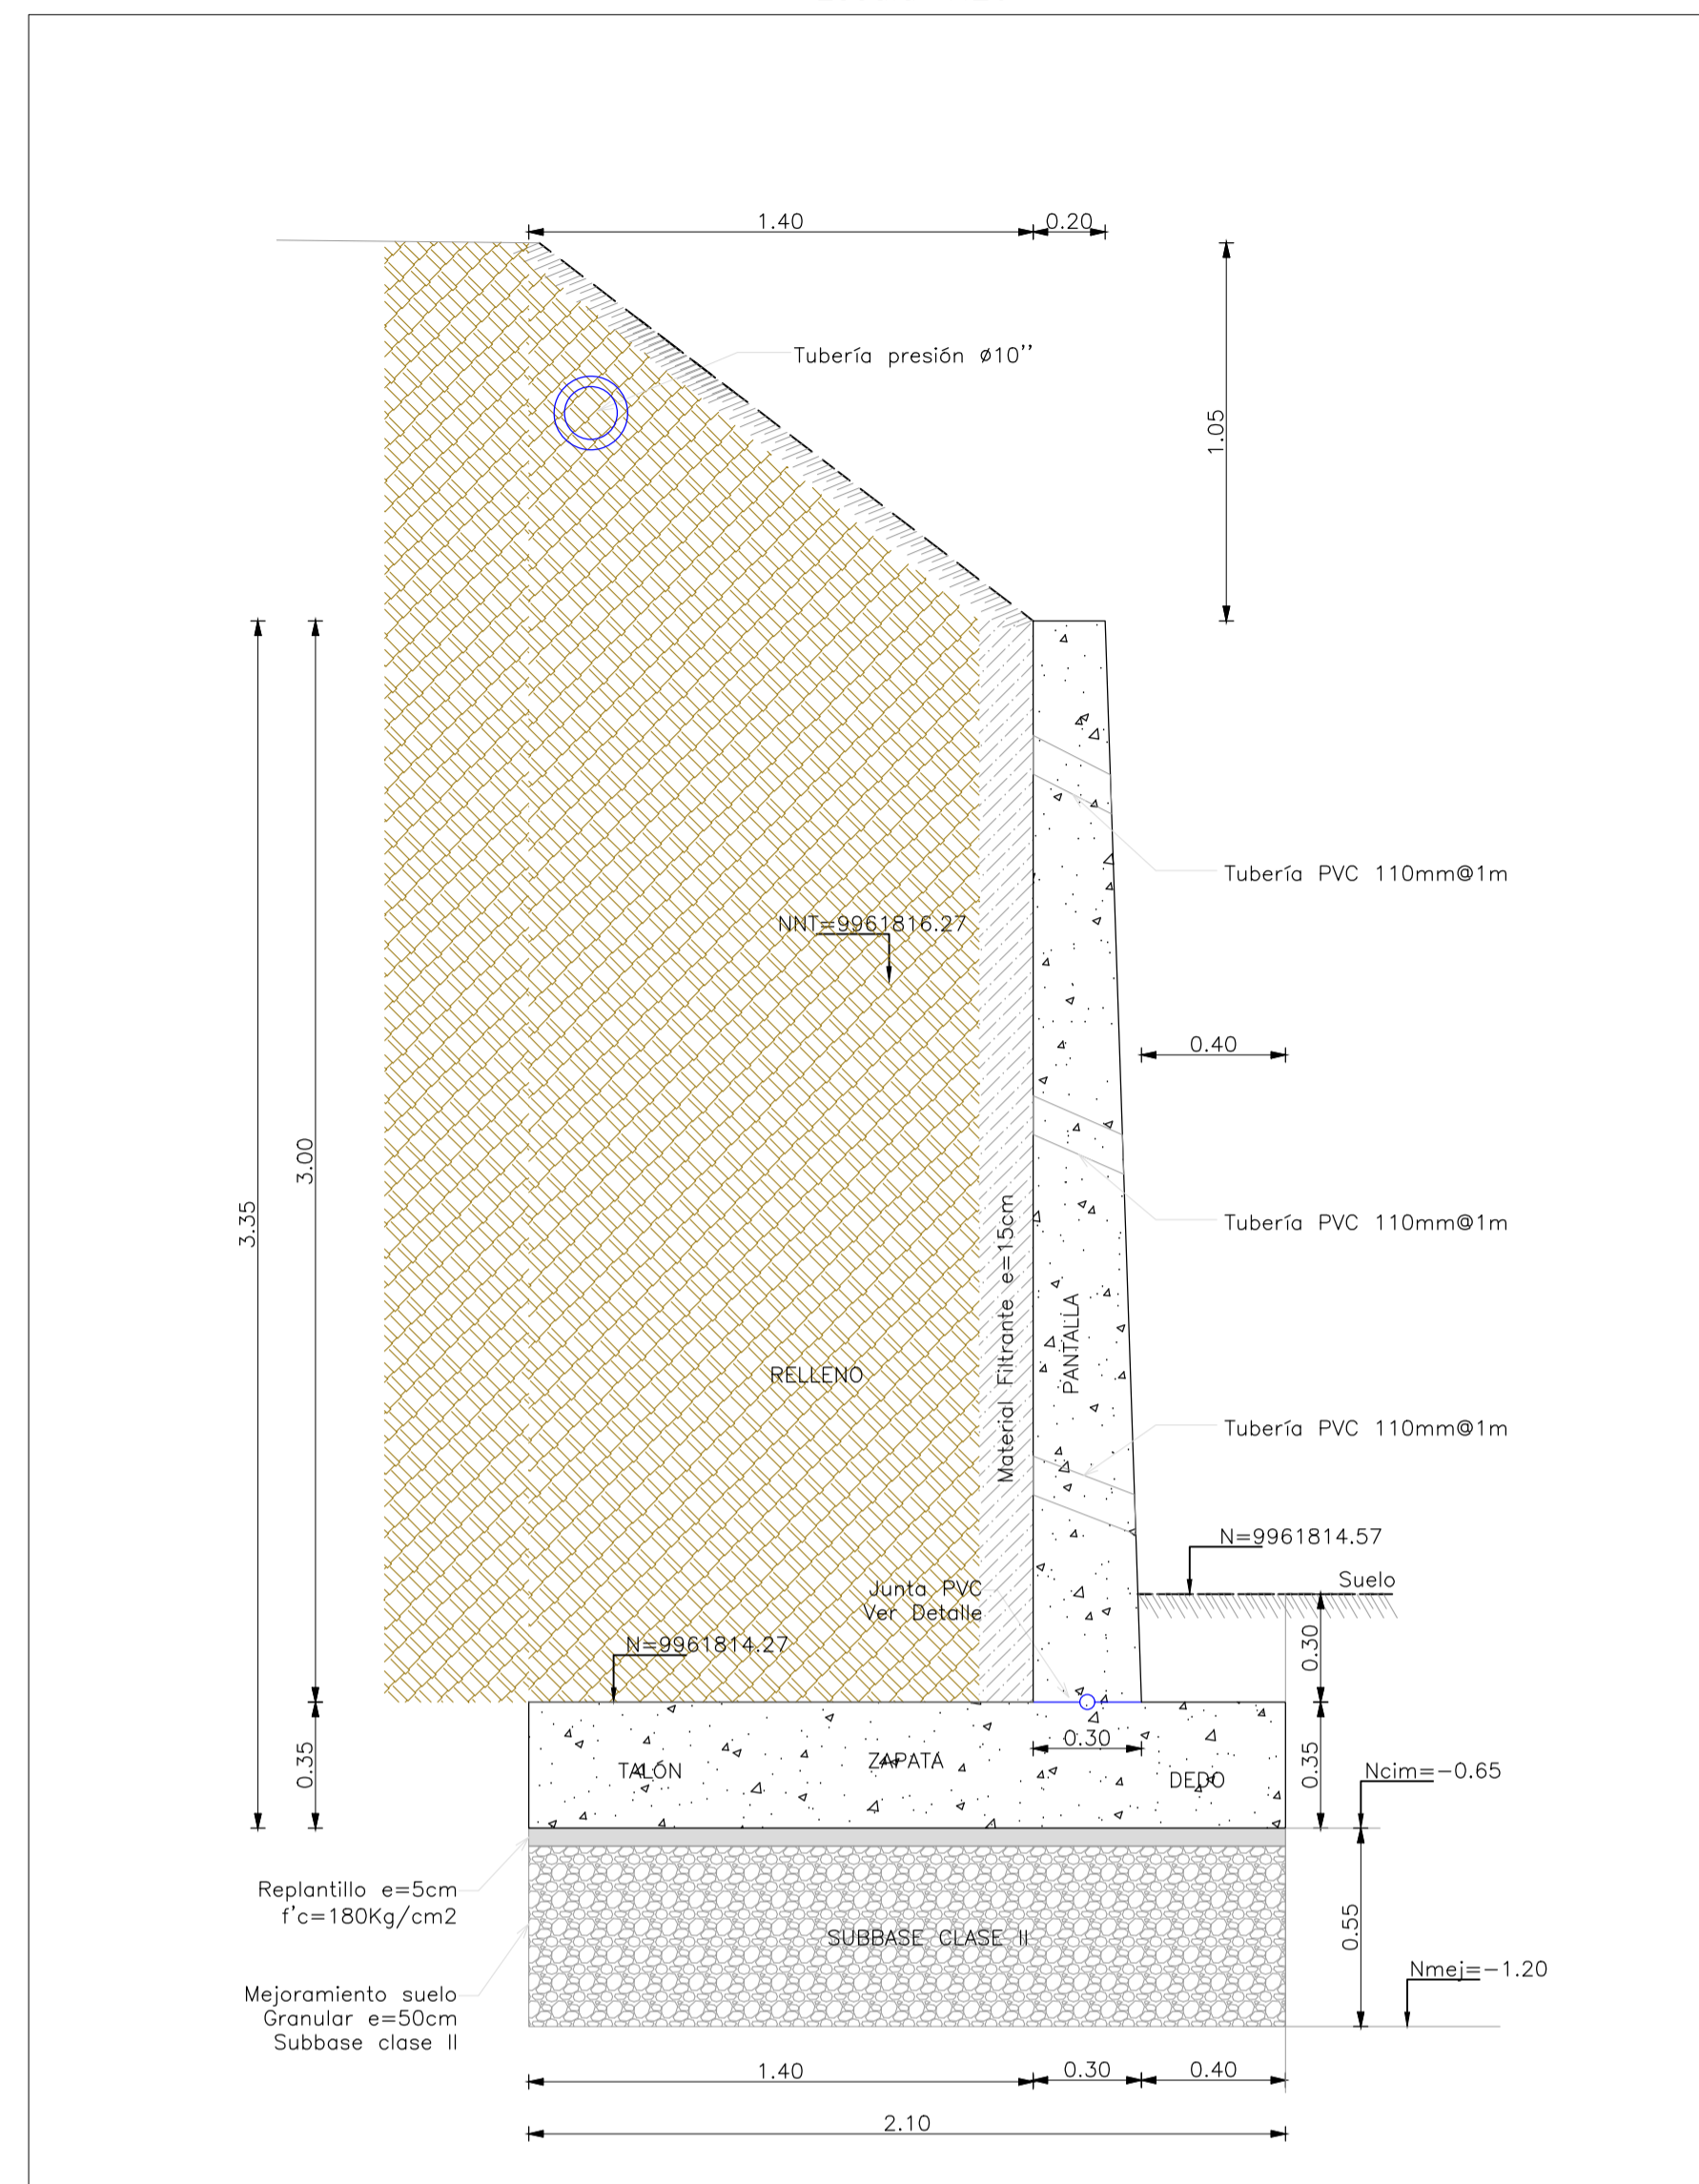 1.40
0.20
Tubería presión ø10''
1.05
Tubería PVC 110mm@1m
NNT=9961816.27
0.40
3.00
3.35
Tubería PVC 110mm@1m
Material Filtrante e=15cm
PANTALLA
RELLENO
Tubería PVC 110mm@1m
N=9961814.57
Suelo
Junta PVC
Ver Detalle
N=9961814.27
0.30
0.30
0.35
0.35
TALÓN
ZAPATA
DEDO
Ncim=-0.65
Replantillo e=5cm
f'c=180Kg/cm2
SUBBASE CLASE II
0.55
Nmej=-1.20
Mejoramiento suelo
Granular e=50cm
Subbase clase II
1.40
0.30
0.40
2.10